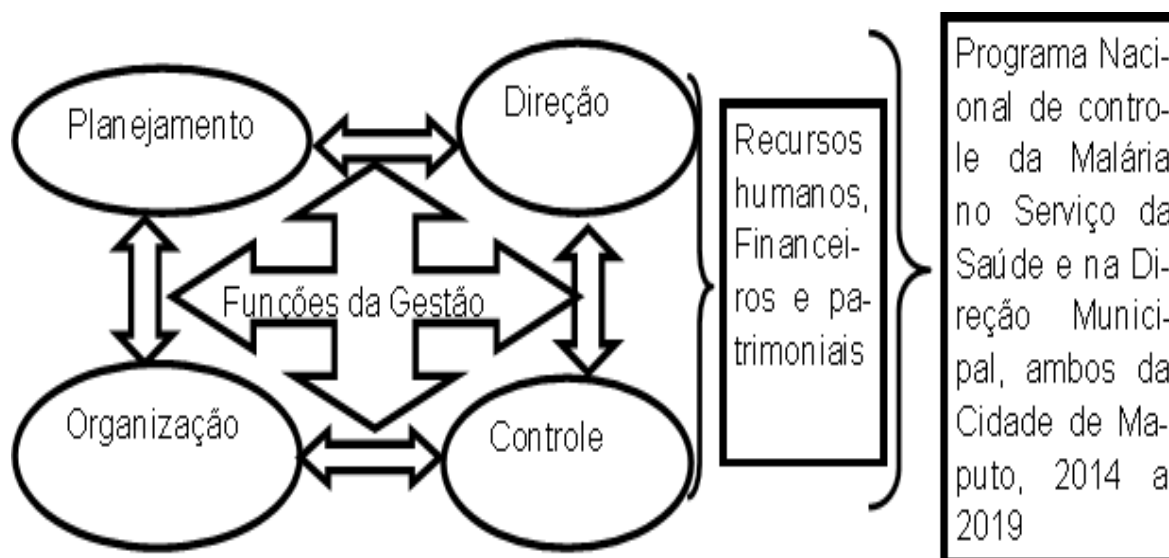 Planejamento
Direção
Funções da Gestão
Organização
Controle
Recursos
humanos,
Financei-
ros e pa-
trimoniais
Programa Naci-
onal de contro-
le da Malária
no Serviço da
Saúde e na Di-
reção Munici-
pal, ambos da
Cidade de Ma-
puto, 2014 a
2019